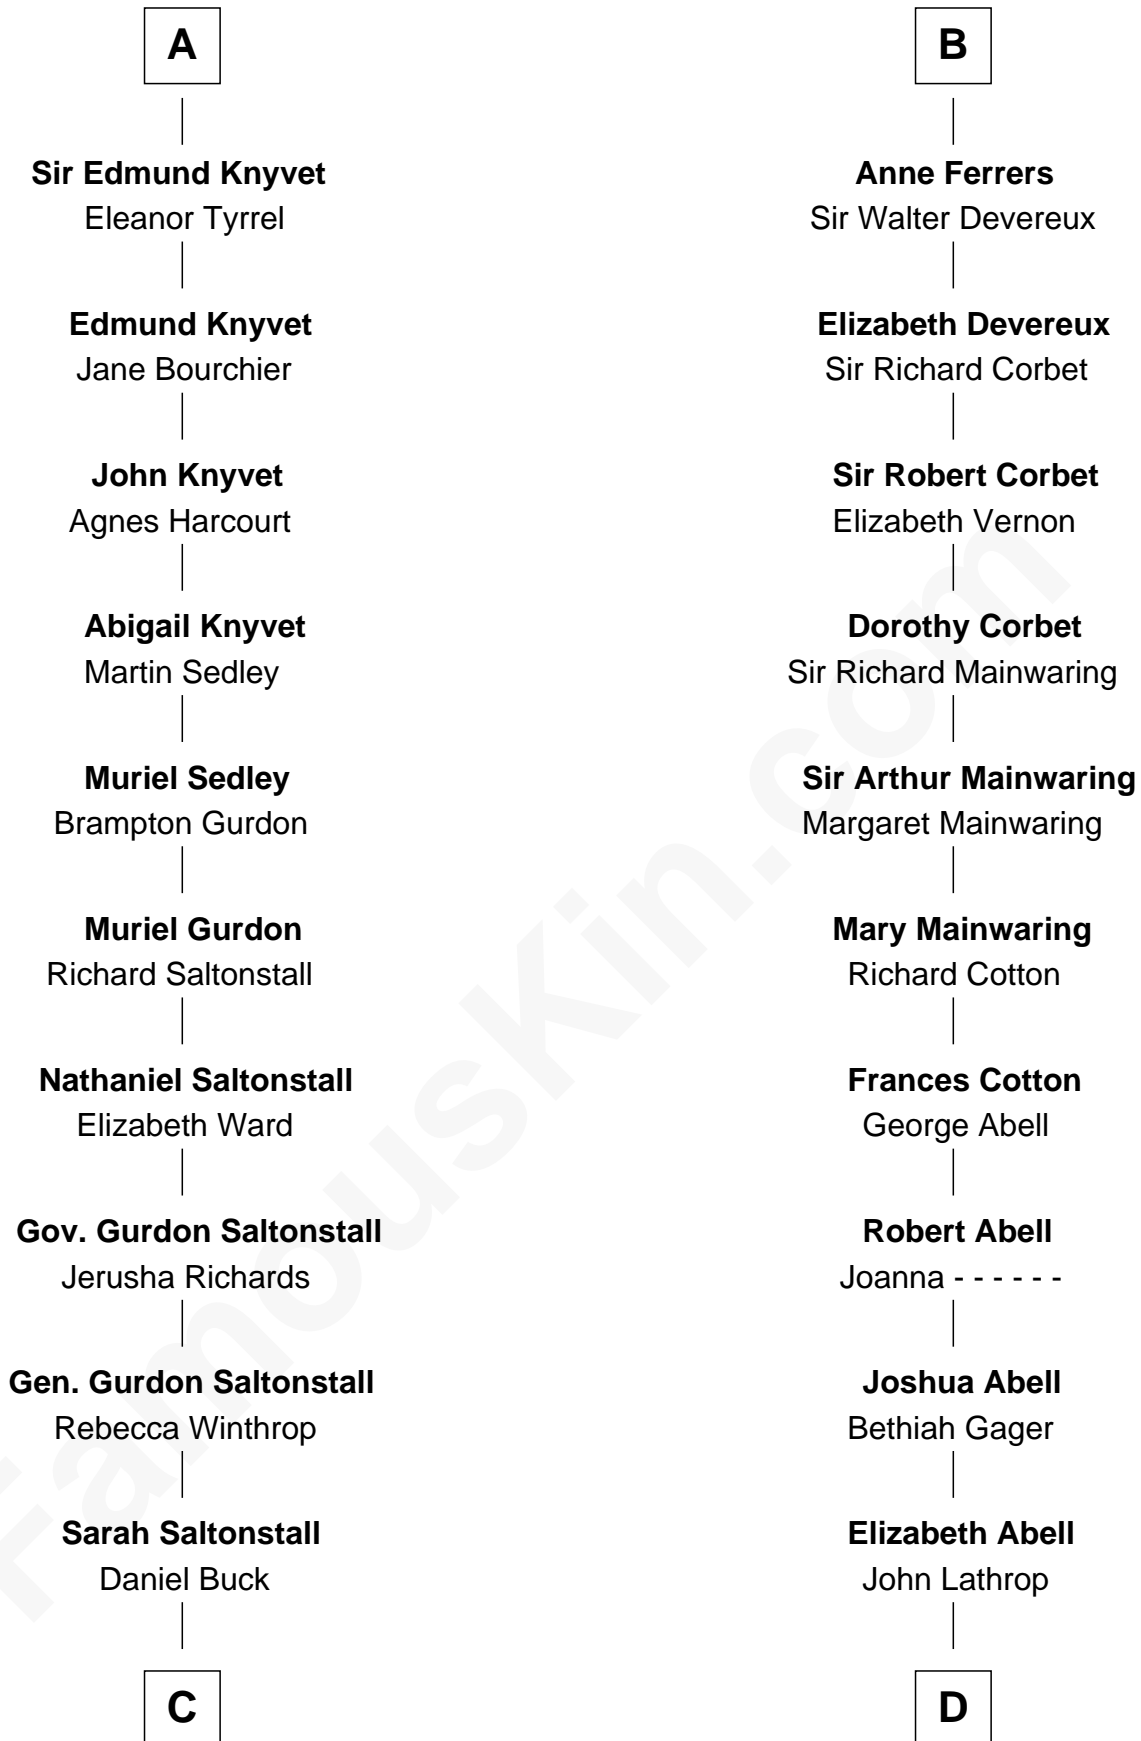 A
Sir Edmund Knyvet
Eleanor Tyrrel
Edmund Knyvet
Jane Bourchier
John Knyvet
Agnes Harcourt
Abigail Knyvet
Martin Sedley
Muriel Sedley
Brampton Gurdon
Muriel Gurdon
Richard Saltonstall
Nathaniel Saltonstall
Elizabeth Ward
Gov. Gurdon Saltonstall
Jerusha Richards
Gen. Gurdon Saltonstall
Rebecca Winthrop
Sarah Saltonstall
Daniel Buck
C
B
Anne Ferrers
Sir Walter Devereux
Elizabeth Devereux
Sir Richard Corbet
Sir Robert Corbet
Elizabeth Vernon
Dorothy Corbet
Sir Richard Mainwaring
Sir Arthur Mainwaring
Margaret Mainwaring
Mary Mainwaring
Richard Cotton
Frances Cotton
George Abell
Robert Abell
Joanna - - - - - -
Joshua Abell
Bethiah Gager
Elizabeth Abell
John Lathrop
D
FamousKin.com